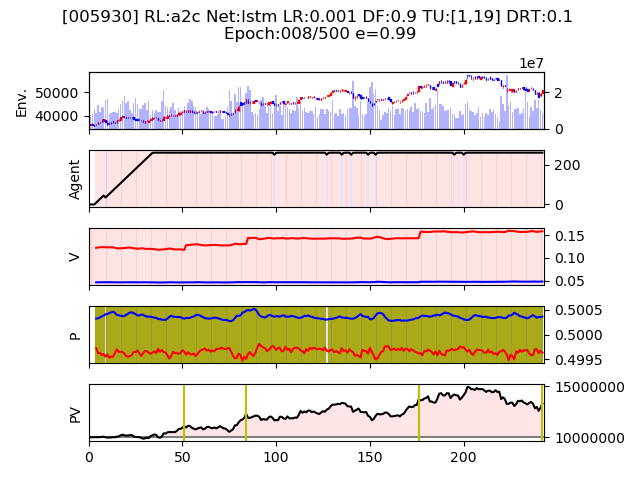 [005930] RL:a2c Net:lstm LR:0.001 DF:0.9 TU:[1,19] DRT:0.1
Epoch:008/500 e=0.99
1e7
Env.
50000
40000
2
0
Agent
200
0
V
0.15
0.10
0.05
P
0.5005
0.5000
0.4995
PV
15000000
10000000
0 50 100 150 200